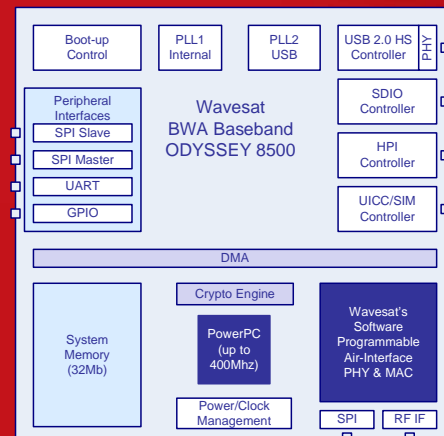 Boot-up
Control
PLL1
Internal
PLL2
USB
USB 2.0 HS
Controller
PHY
Peripheral
Interfaces
SPI Slave
SPI Master
UART
GPIO
Wavesat
BWA Baseband
ODYSSEY 8500
SDIO
Controller
HPI
Controller
UICC/SIM
Controller
DMA
System
Memory
(32Mb)
Crypto Engine
PowerPC
(up to
400Mhz)
Power/Clock
Management
Wavesat's
Software
Programmable
Air-Interface
PHY & MAC
SPI
RF IF